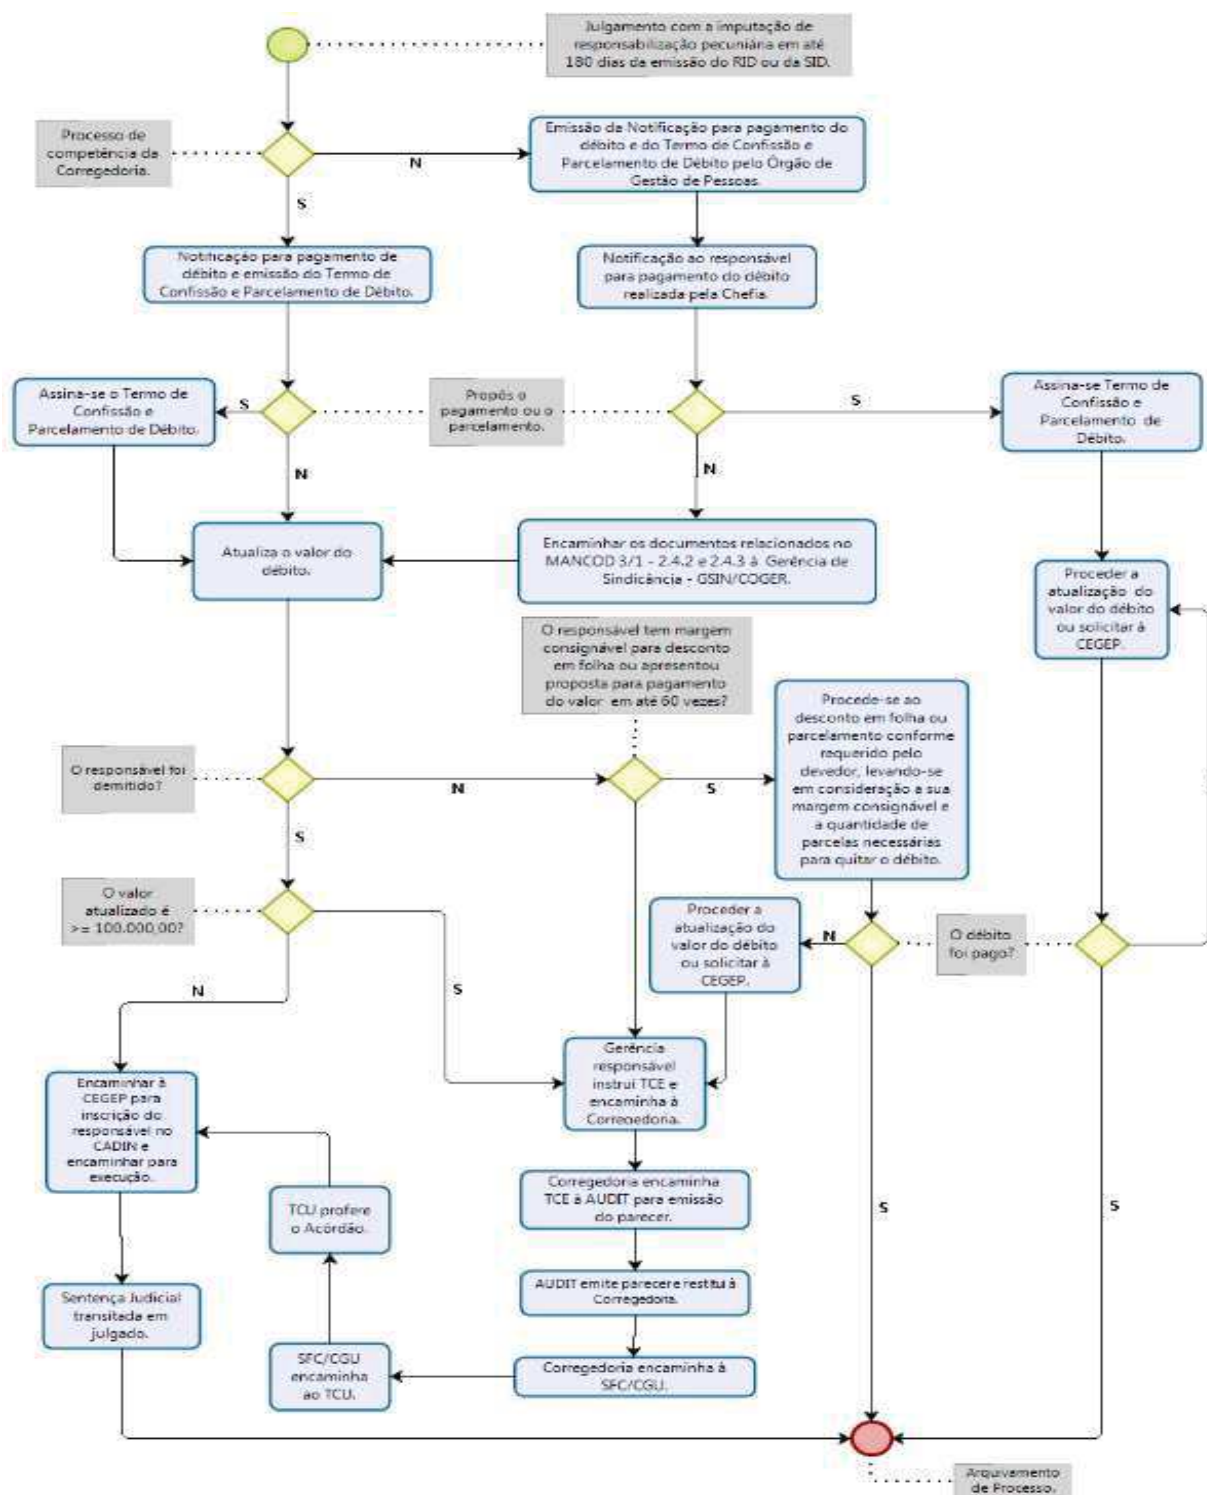 Julgamento com a imputação de
responsabilização pecuniária em até
180 dias da emissão do RID ou da SID.
Processo de
competência da
Corregedoria.
N
S
Emissão da Notificação para pagamento do
débito e do Termo de Confissão e
Parcelamento de Débito pelo Órgão de
Gestão de Pessoas.
Notificação para pagamento de
débito e emissão do Termo de
Confissão e Parcelamento de Débito.
Notificação ao responsável
para pagamento do débito
realizada pela Chefia.
Assina-se o Termo de
Confissão e
Parcelamento de Débito.
S
Propôs o
pagamento ou o
parcelamento.
S
Assina-se Termo de
Confissão e
Parcelamento de
Débito.
N
N
Atualiza o valor do
débito.
Encaminhar os documentos relacionados no
MANCOD 3/1 - 2.4.2 e 2.4.3 à Gerência de
Sindicância - GSIN/COGER.
Proceder a
atualização do
valor do débito
ou solicitar à
CEGEP.
O responsável tem margem
consignável para desconto
em folha ou apresentou
proposta para pagamento
do valor em até 60 vezes?
Procede-se ao
desconto em folha ou
parcelamento conforme
requerido pelo
devedor, levando-se
em consideração a sua
margem consignável e
a quantidade de
parcelas necessárias
para quitar o débito.
O responsável foi
demitido?
N
S
S
O valor
atualizado é
>= 100.000,00?
Proceder a
atualização do
valor do débito
ou solicitar à
CEGEP.
N
O débito
foi pago?
N
S
Gerência
responsável
instrui TCE e
encaminha à
Corregedoria.
Encaminhar à
CEGEP para
inscrição do
responsável no
CADIN e
encaminhar para
execução.
Corregedoria encaminha
TCE à AUDIT para emissão
do parecer.
TCU profere
o Acórdão.
S
S
AUDIT emite parecere restitui à
Corregedoria.
Sentença Judicial
transitada em
julgado.
SFC/CGU
encaminha
ao TCU.
Corregedoria encaminha à
SFC/CGU.
Arquivamento
de Processo.